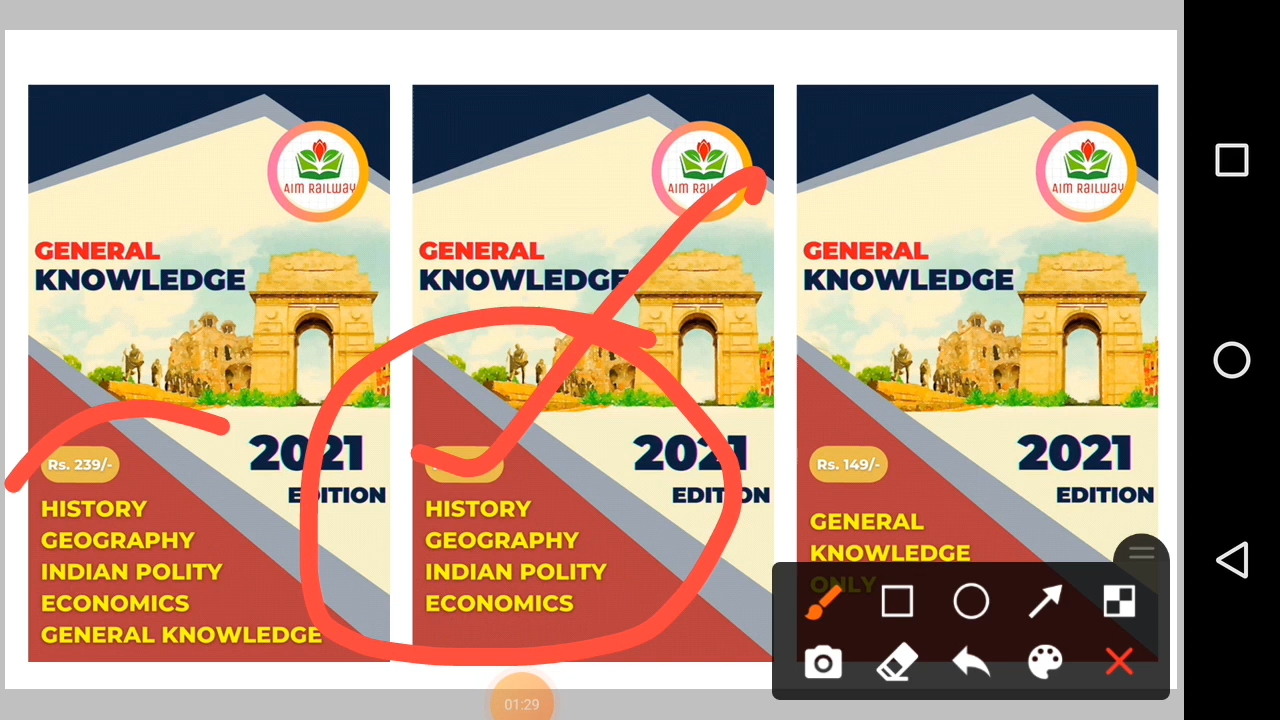 AIM RAILWAY
GENERAL
KNOWLEDGE
Rs. 239/-
2021
EDITION
HISTORY
GEOGRAPHY
INDIAN POLITY
ECONOMICS
GENERAL KNOWLEDGE
AIM
GENERAL
KNOWLEDGE
2021
EDITION
HISTORY
GEOGRAPHY
INDIAN POLITY
ECONOMICS
AIM RAILWAY
GENERAL
KNOWLEDGE
Rs. 149/-
2021
EDITION
GENERAL
KNOWLEDGE
ONLY
01:29